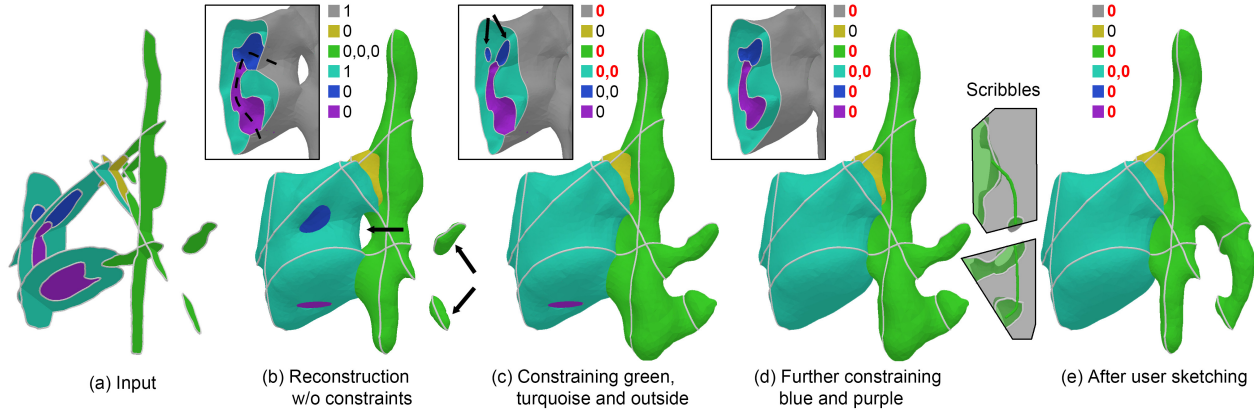 1
0
0,0,0
1
0
0
0
0
0
0,0
0,0
0
0
0
0
0,0
0
0
Scribbles
0
0
0
0,0
0
0
(a) Input
(b) Reconstruction
w/o constraints
(c) Constraining green,
turquoise and outside
(d) Further constraining
blue and purple
(e) After user sketching